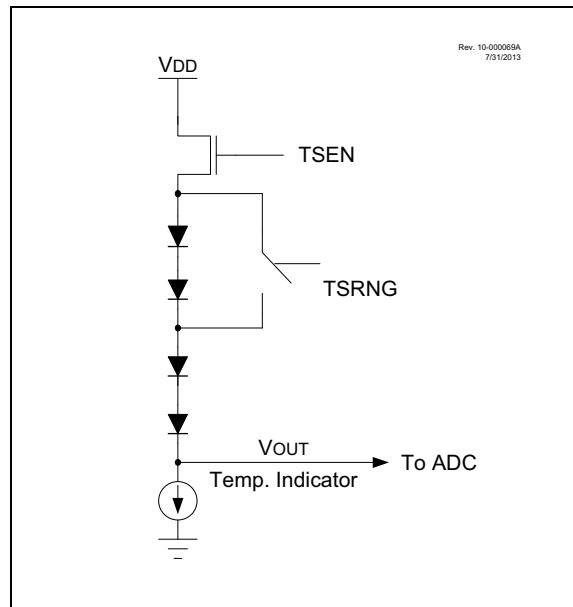 Rev. 10-000069A
7/31/2013
VDD
TSEN
TSRNG
VOUT
Temp. Indicator
To ADC